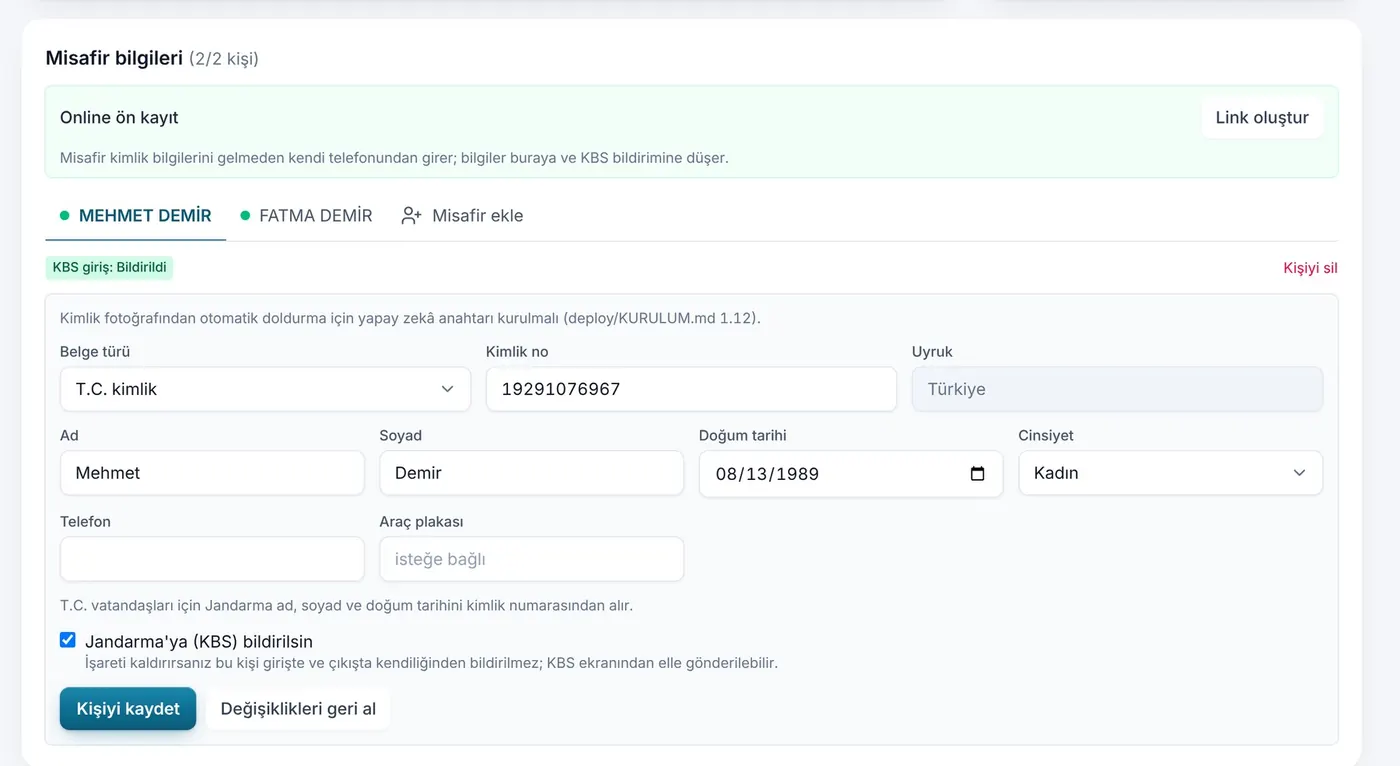 Misafir bilgileri (2/2 kişi)
Online ön kayıt
Link oluştur
Misafir kimlik bilgilerini gelmeden kendi telefonundan girer; bilgiler buraya ve KBS bildirimine düşer.
MEHMET DEMİR
FATMA DEMİR
Misafir ekle
KBS giriş: Bildirildi
Kişiyi sil
Kimlik fotoğrafından otomatik doldurma için yapay zekâ anahtarı kurulmalı (deploy/KURULUM.md 1.12).
Belge türü
Kimlik no
Uyruk
T.C. kimlik
19291076967
Türkiye
Ad
Soyad
Doğum tarihi
Cinsiyet
Mehmet
Demir
08/13/1989
Kadın
Telefon
Araç plakası
isteğe bağlı
T.C. vatandaşları için Jandarma ad, soyad ve doğum tarihini kimlik numarasından alır.
Jandarma'ya (KBS) bildirilsin
İşareti kaldırırsanız bu kişi girişte ve çıkışta kendiliğinden bildirilmez; KBS ekranından elle gönderilebilir.
Kişiyi kaydet
Değişiklikleri geri al